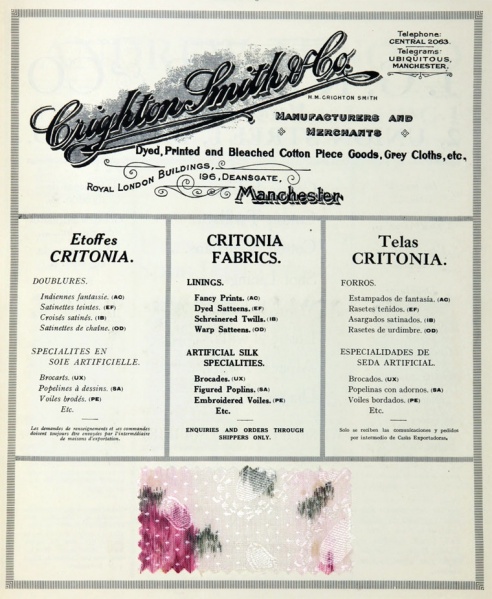 Telephone:
CENTRAL 2063.
Telegrams:
UBIQUITOUS,
MANCHESTER.
Crighton Smith & Co.
H.M. CRIGHTON SMITH
MANUFACTURERS AND
MERCHANTS
Dyed, Printed and Bleached Cotton Piece Goods, Grey Cloths, etc.
ROYAL LONDON BUILDINGS,
196, DEANSGATE,
Manchester.
Etoffes
CRITONIA.
DOUBLURES.
Indiennes fantassie. (AC)
Satinettes teintes. (EF)
Croisés satinés. (IB)
Satinettes de chaîne. (OD)
SPECIALITES EN
SOIE ARTIFICIELLE.
Brocarts. (UX)
Popelines à dessins. (SA)
Voiles brodés. (PE)
Etc.
Les demandes de renseignements et les commandes
doivent toujours être envoyées par l'intermédiaire
de maisons d'exportation.
CRITONIA
FABRICS.
LININGS.
Fancy Prints. (AC)
Dyed Satteens. (EF)
Schreinered Twills. (IB)
Warp Satteens. (OD)
ARTIFICIAL SILK
SPECIALITIES.
Brocades. (UX)
Figured Poplins. (SA)
Embroidered Voiles. (PE)
Etc.
ENQUIRIES AND ORDERS THROUGH
SHIPPERS ONLY.
Telas
CRITONIA.
FORROS.
Estampados de fantasía. (AC)
Rasetes teñidos. (EF)
Asargados satinados. (IB)
Rasetes de urdimbre. (OD)
ESPECIALIDADES DE
SEDA ARTIFICIAL.
Brocados. (UX)
Popelinas con adornos. (SA)
Voiles bordados. (PE)
Etc.
Solo se reciben las comunicaciones y pedidos
por intermedio de Casas Exportadoras.